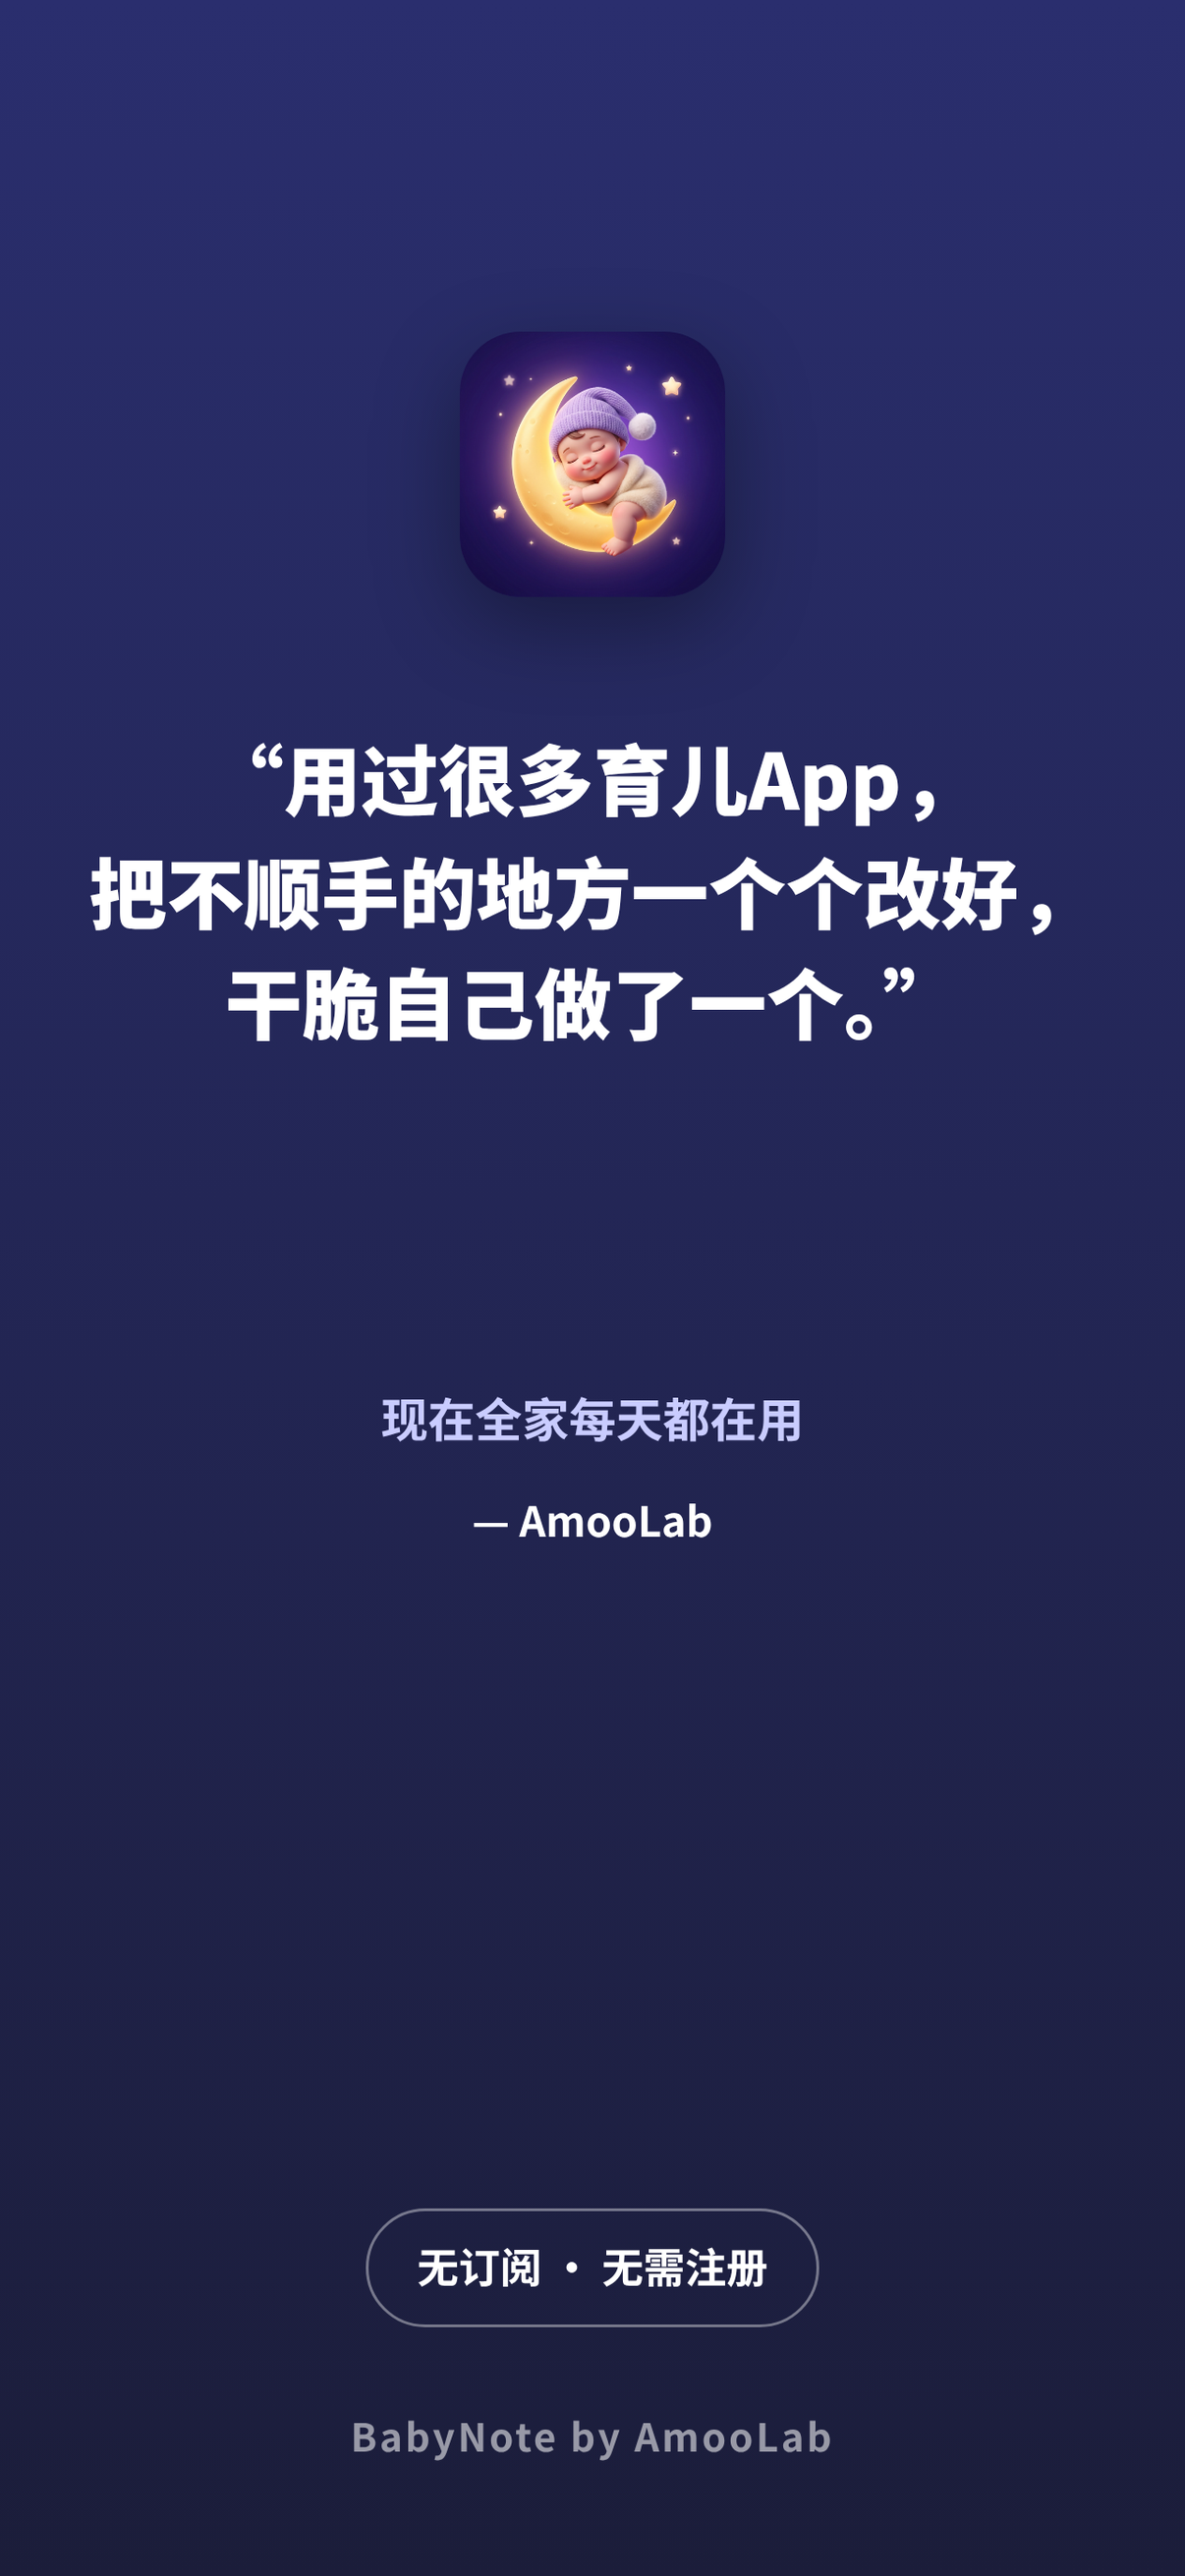 “用过很多育儿App，
把不顺手的地方一个个改好，
干脆自己做了一个。”
现在全家每天都在用
— AmooLab
无订阅 · 无需注册
BabyNote by AmooLab